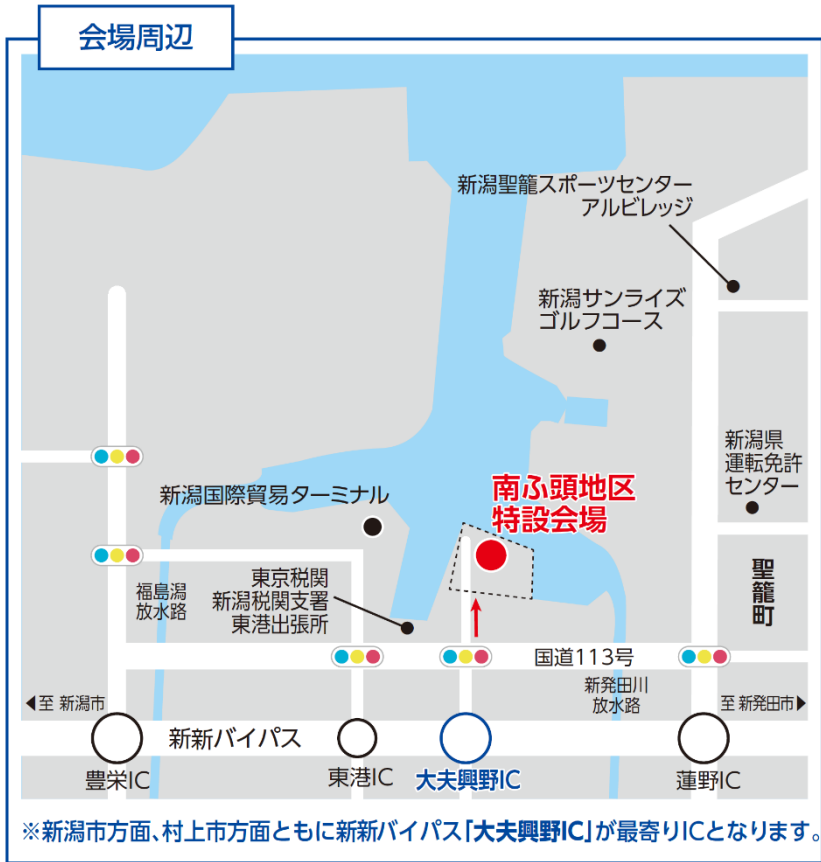 会場周辺
新潟聖籠スポーツセンター
アルビレッジ
新潟サンライズ
ゴルフコース
新潟県
運転免許
センター
新潟国際貿易ターミナル
南ふ頭地区
特設会場
福島潟
放水路
東京税関
新潟税関支署
東港出張所
聖籠町
国道113号
新発田川
放水路
◀至 新潟市
至 新発田市▶
新新バイパス
豊栄IC
東港IC
大夫興野IC
蓮野IC
※新潟市方面、村上市方面ともに新新バイパス「大夫興野IC」が最寄りICとなります。